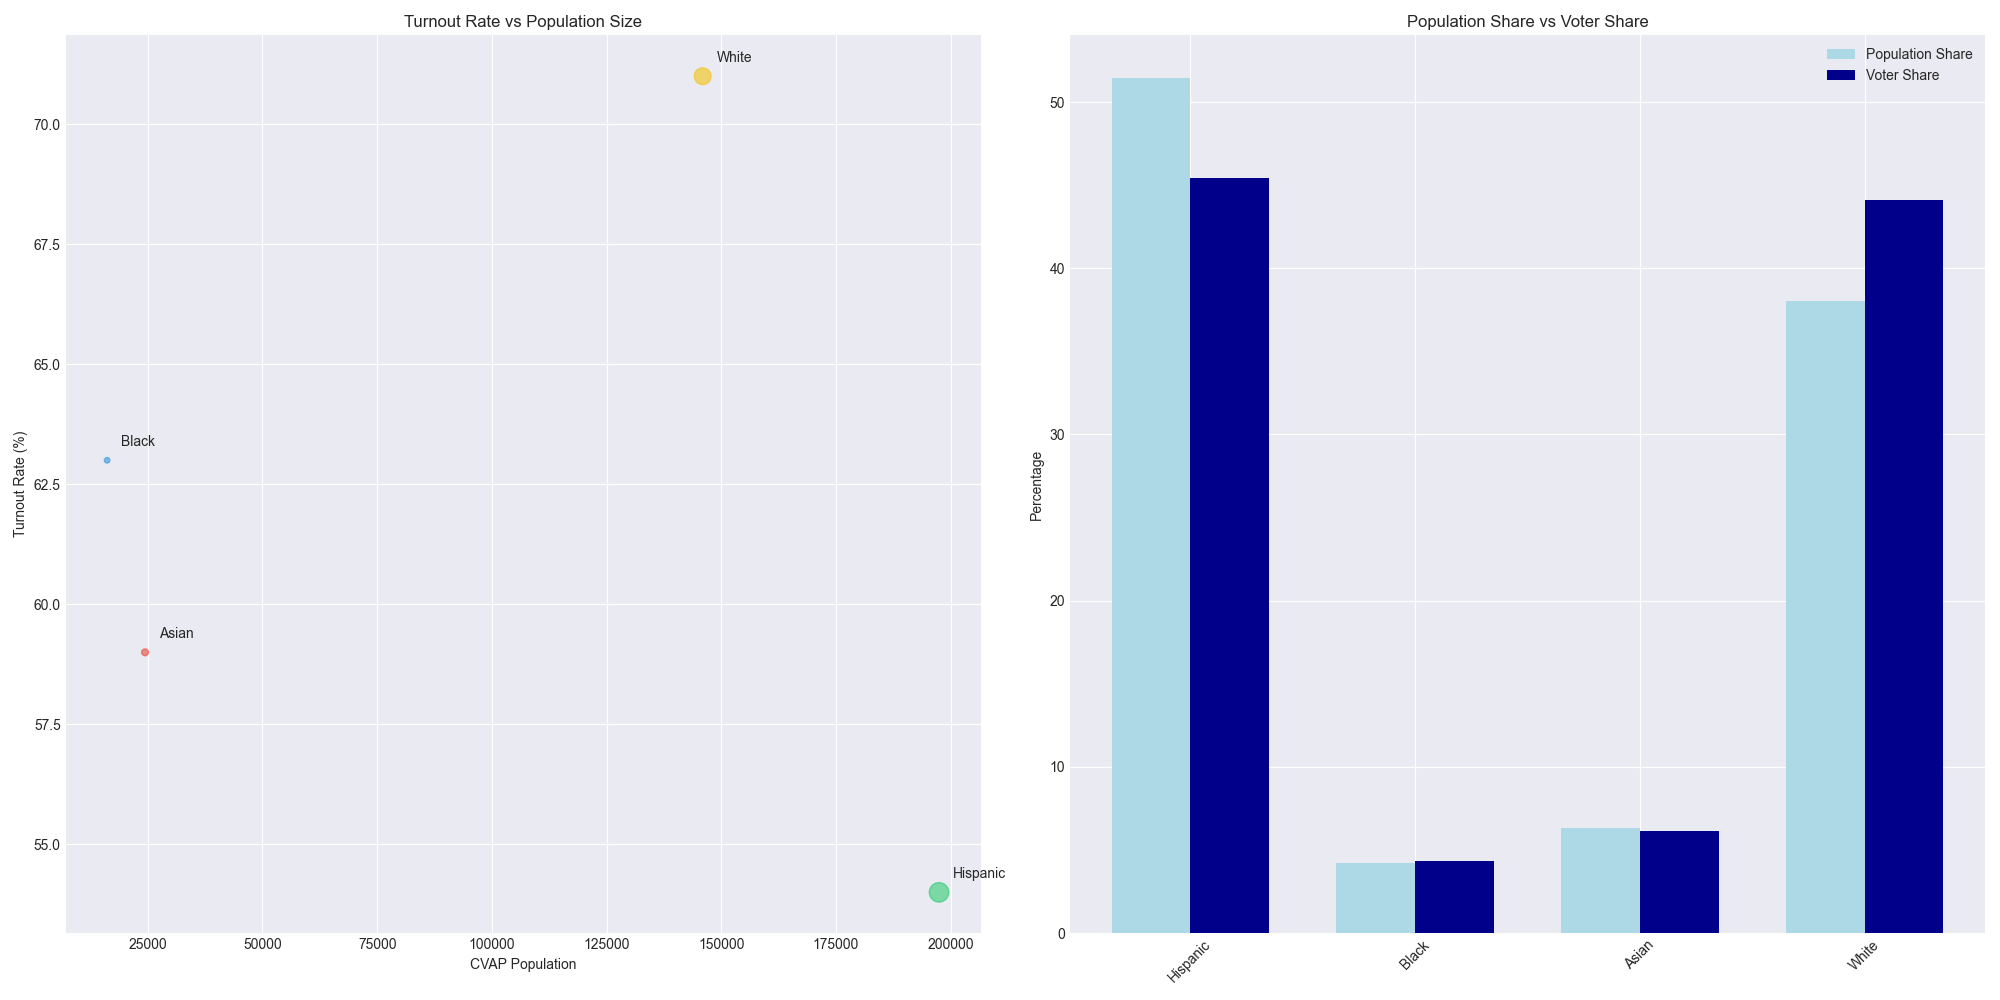 Turnout Rate vs Population Size
Turnout Rate (%)
70.0
67.5
65.0
62.5
60.0
57.5
55.0
White
Black
Asian
Hispanic
25000 50000 75000 100000 125000 150000 175000 200000
CVAP Population
Population Share vs Voter Share
Population Share
Voter Share
Percentage
50
40
30
20
10
0
Hispanic Black Asian White